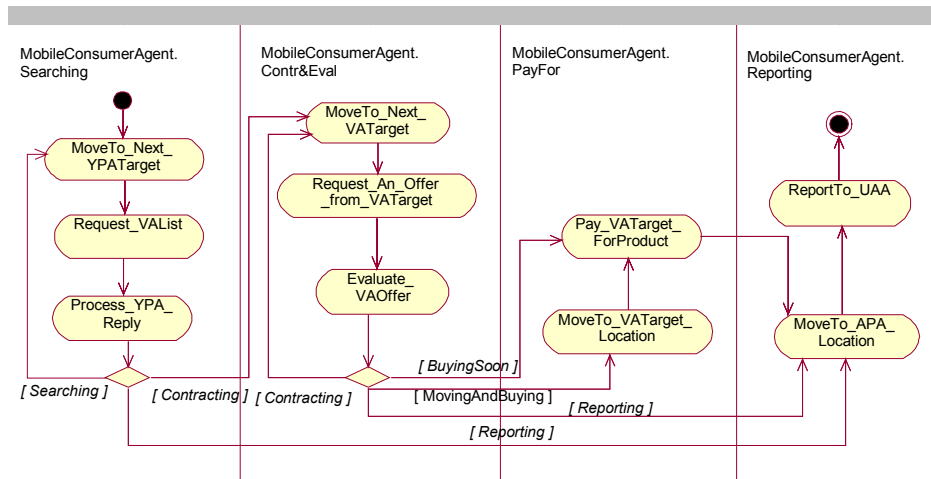 MobileConsumerAgent.
Searching
MobileConsumerAgent.
Contr&Eval
MobileConsumerAgent.
PayFor
MobileConsumerAgent.
Reporting
MoveTo_Next_
YPATarget
Request_VAList
Process_YPA_
Reply
[ Searching ]
[ Contracting ]
MoveTo_Next_
VATarget
Request_An_Offer
_from_VATarget
Evaluate_
VAOffer
[ Contracting ]
[ BuyingSoon ]
[ MovingAndBuying ]
[ Reporting ]
[ Reporting ]
Pay_VATarget_
ForProduct
MoveTo_VATarget_
Location
ReportTo_UAA
MoveTo_APA_
Location